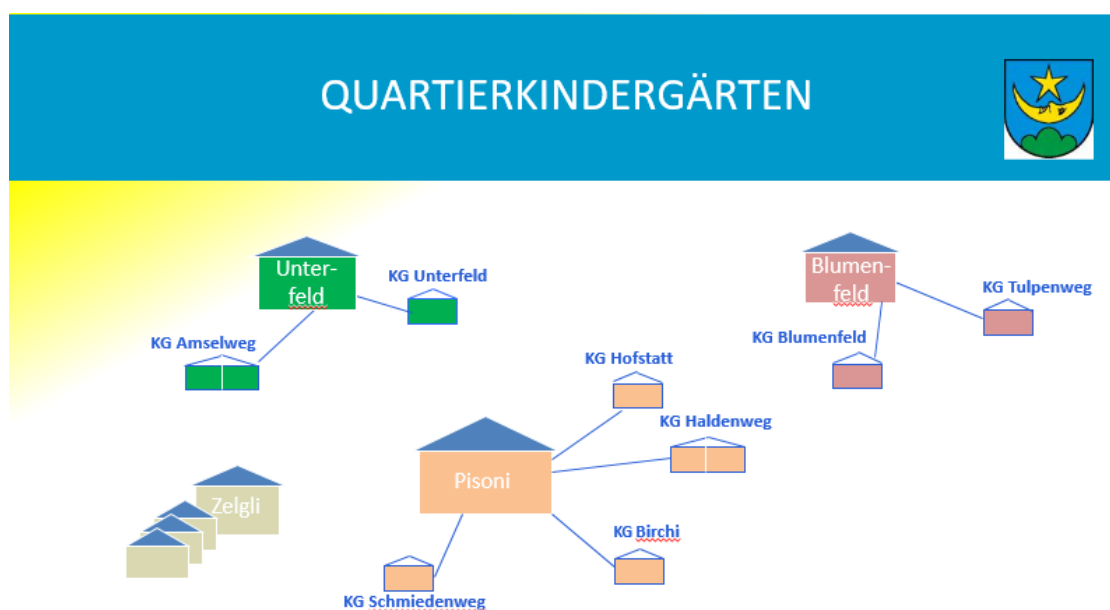 QUARTIERKINDERGÄRTEN
Unter-
feld
KG Unterfeld
KG Amselweg
Blumen-
feld
KG Tulpenweg
KG Blumenfeld
KG Hofstatt
KG Haldenweg
Pisoni
Zelgli
KG Birchi
KG Schmiedenweg